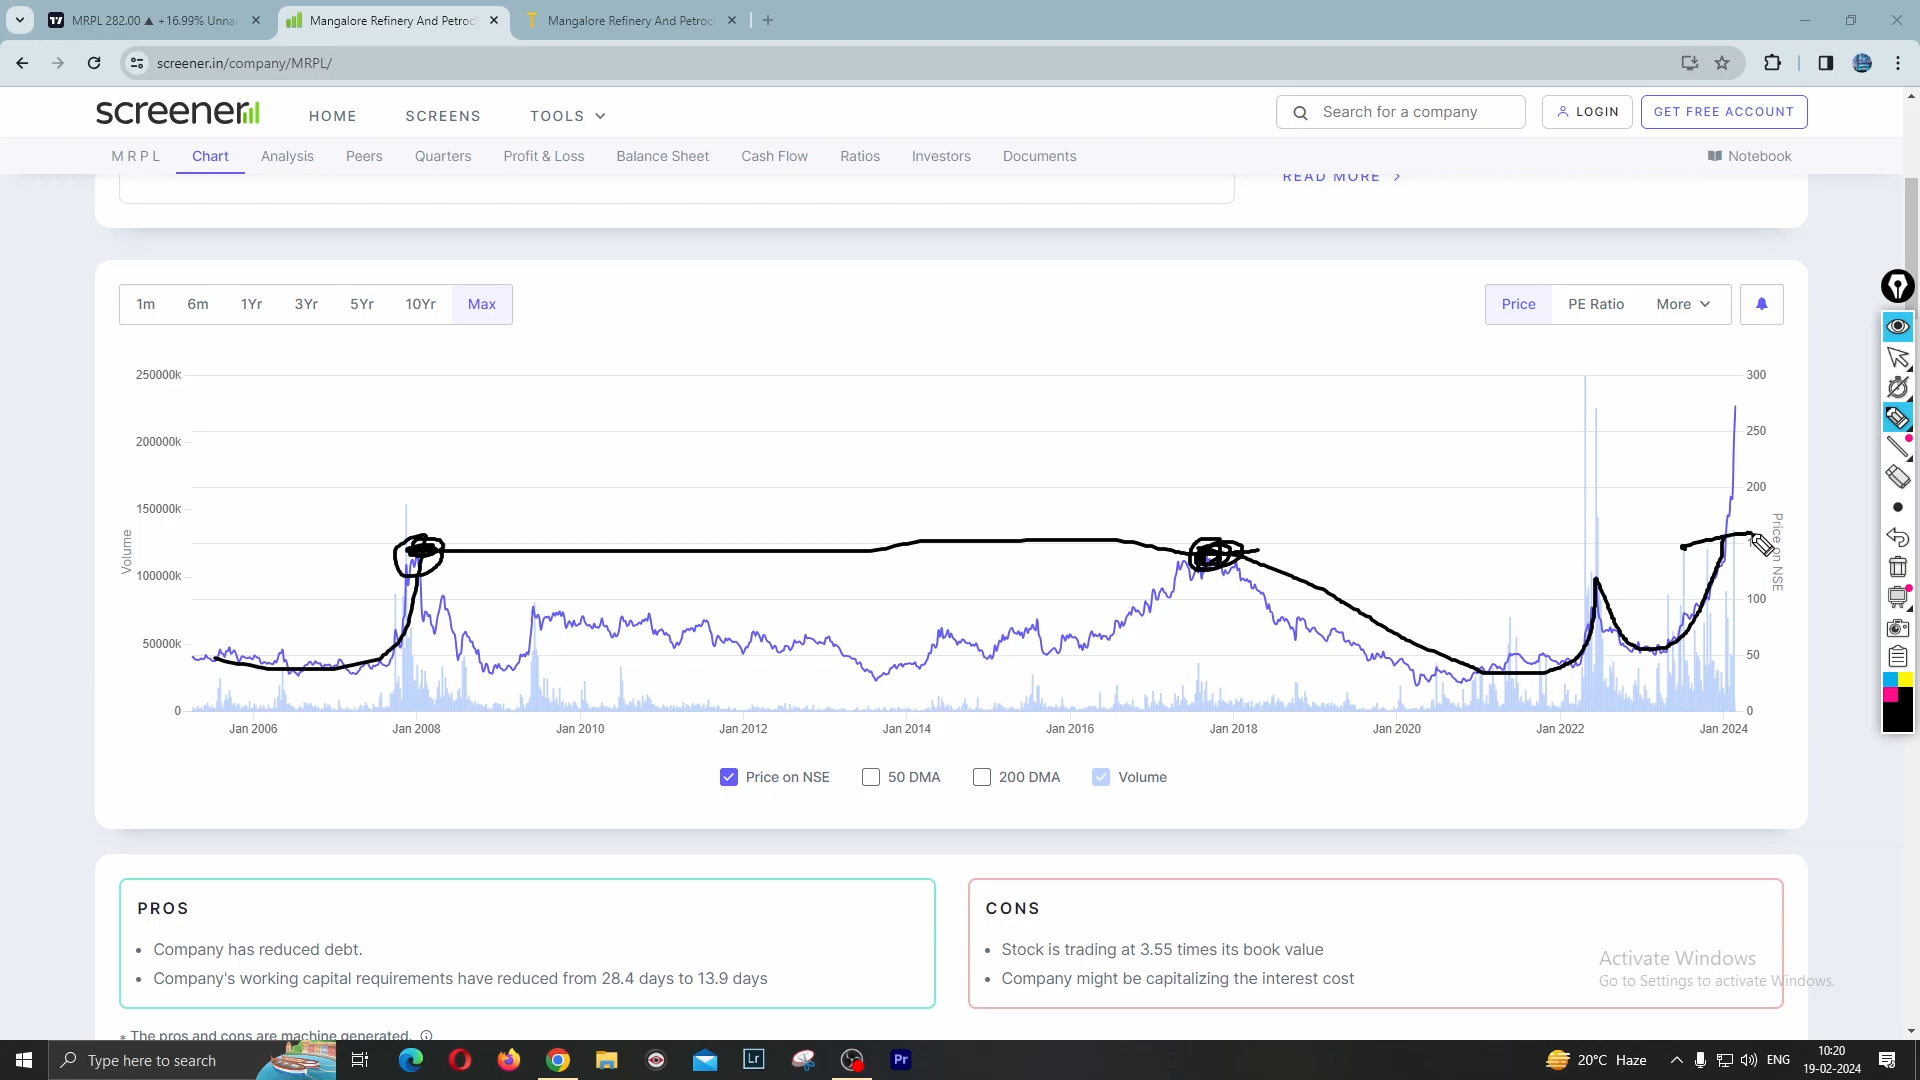 MRPL 282.00 ▲ +16.99% Unna
Mangalore Refinery And Petroc
Mangalore Refinery And Petroc
screener.in/company/MRPL/
screener
HOME
SCREENS
TOOLS
Search for a company
LOGIN
GET FREE ACCOUNT
M R P L
Chart
Analysis
Peers
Quarters
Profit & Loss
Balance Sheet
Cash Flow
Ratios
Investors
Documents
Notebook
READ MORE
1m
6m
1Yr
3Yr
5Yr
10Yr
Max
Price
PE Ratio
More
250000k
200000k
150000k
100000k
50000k
0
Volume
300
250
200
100
50
0
Price on NSE
Jan 2006
Jan 2008
Jan 2010
Jan 2012
Jan 2014
Jan 2016
Jan 2018
Jan 2020
Jan 2022
Jan 2024
Price on NSE
50 DMA
200 DMA
Volume
PROS
• Company has reduced debt.
• Company's working capital requirements have reduced from 28.4 days to 13.9 days
CONS
• Stock is trading at 3.55 times its book value
• Company might be capitalizing the interest cost
* The pros and cons are machine generated.
Activate Windows
Go to Settings to activate Windows.
Type here to search
Lr
Pr
20°C Haze
ENG
10:20
19-02-2024